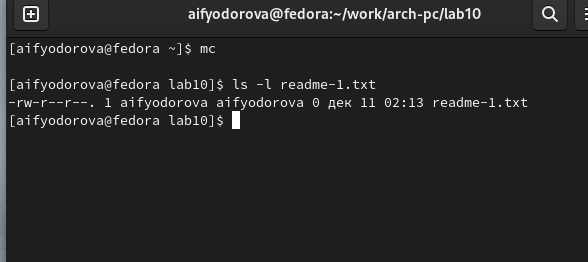 aifyodorova@fedora:~/work/arch-pc/lab10
[aifyodorova@fedora ~]$ mc
[aifyodorova@fedora lab10]$ ls -l readme-1.txt
-rw-r--r--. 1 aifyodorova aifyodorova 0 дек 11 02:13 readme-1.txt
[aifyodorova@fedora lab10]$